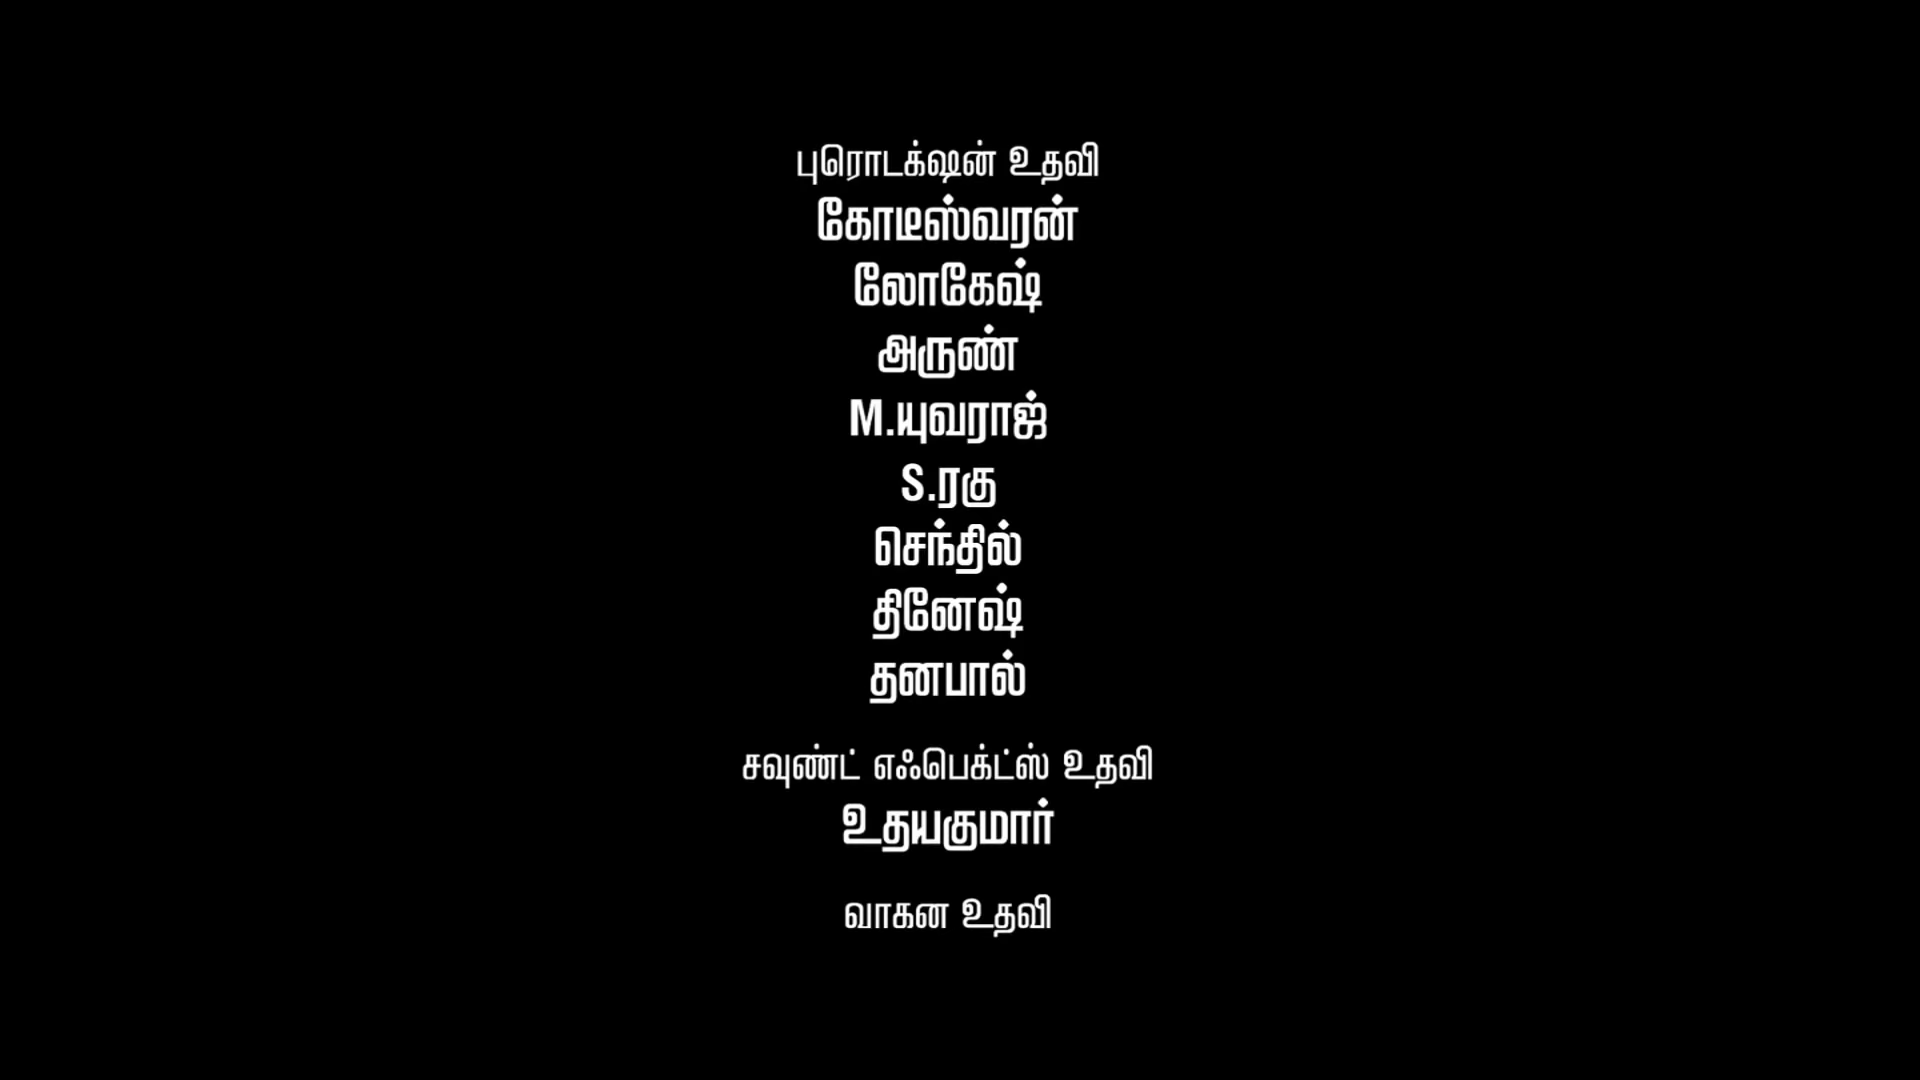 புரொடக்ஷன் உதவி
கோடீஸ்வரன்
லோகேஷ்
அருண்
M.யுவராஜ்
S.ரகு
செந்தில்
தினேஷ்
தனபால்
சவுண்ட் எஃபெக்ட்ஸ் உதவி
உதயகுமார்
வாகன உதவி